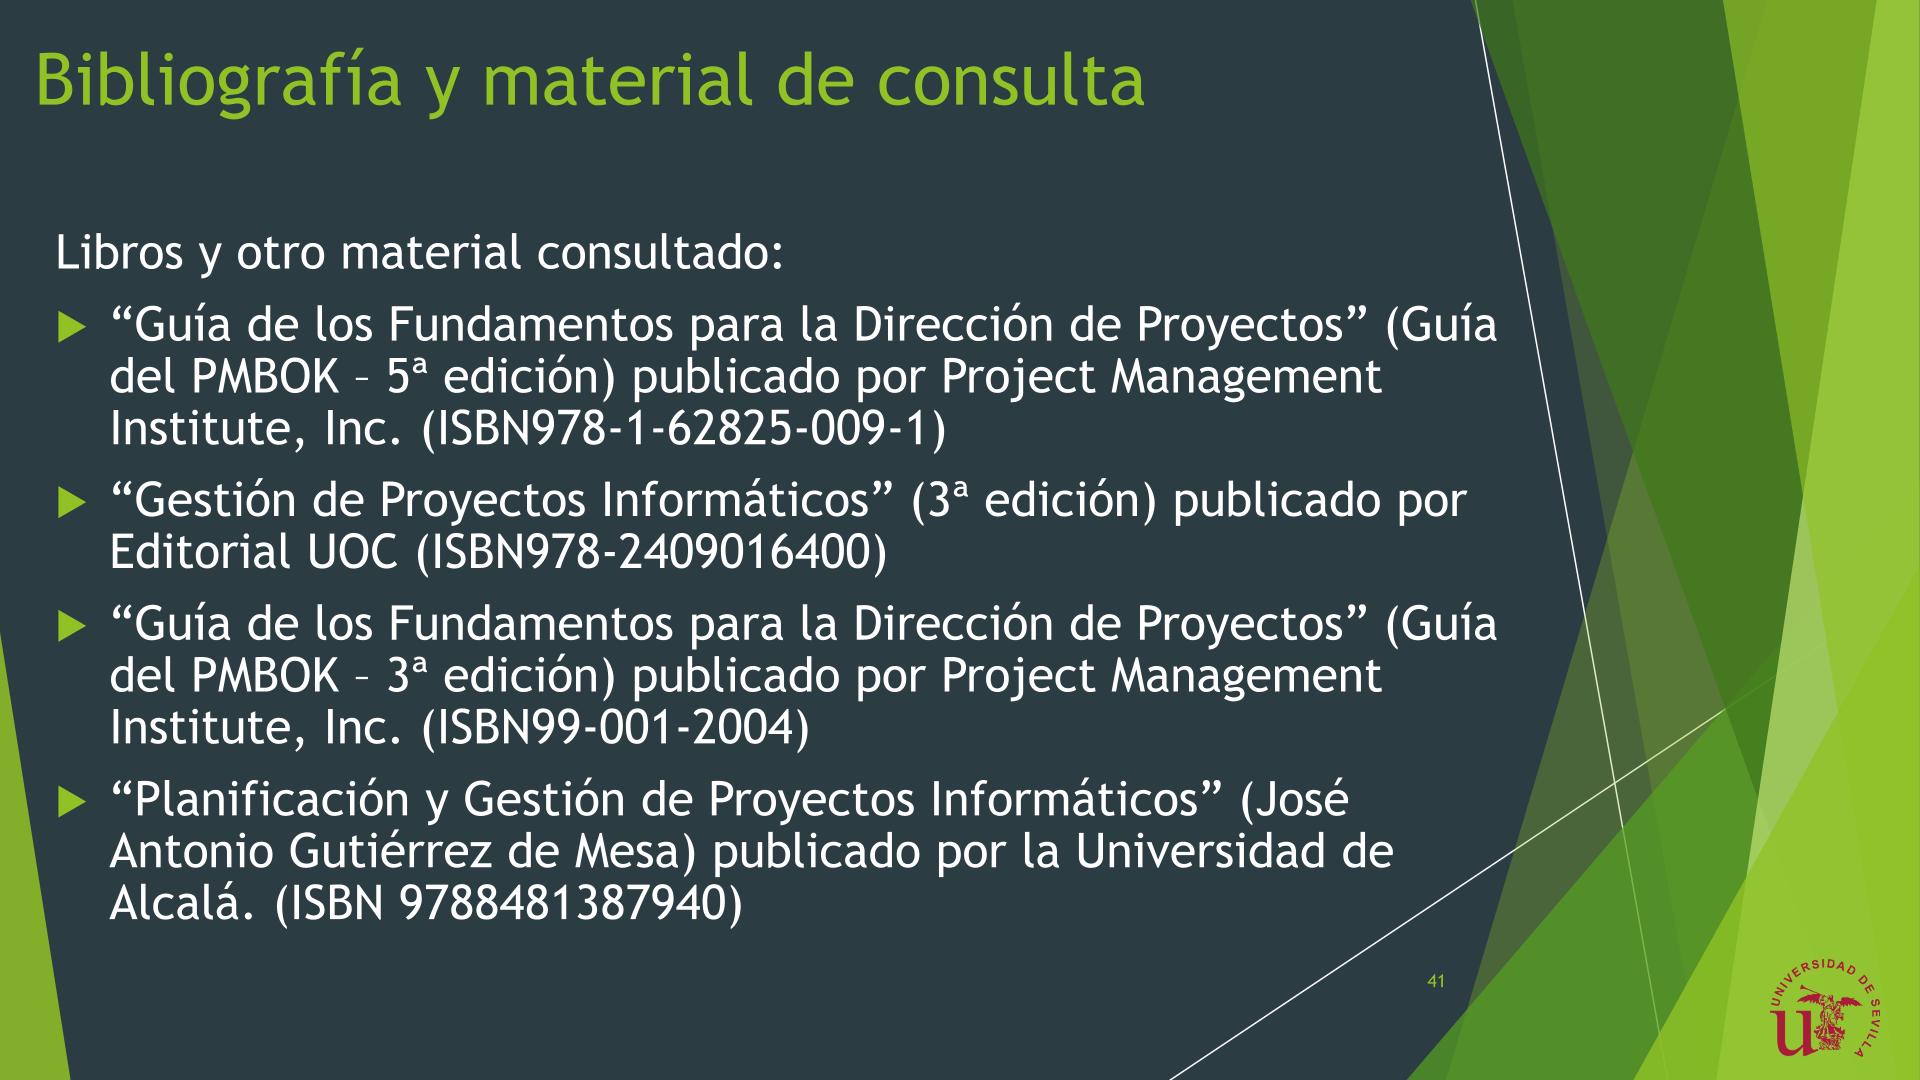 Bibliografía y material de consulta
Libros y otro material consultado:
“Guía de los Fundamentos para la Dirección de Proyectos” (Guía
del PMBOK – 5ª edición) publicado por Project Management
Institute, Inc. (ISBN978-1-62825-009-1)
“Gestión de Proyectos Informáticos” (3ª edición) publicado por
Editorial UOC (ISBN978-2409016400)
“Guía de los Fundamentos para la Dirección de Proyectos” (Guía
del PMBOK – 3ª edición) publicado por Project Management
Institute, Inc. (ISBN99-001-2004)
“Planificación y Gestión de Proyectos Informáticos” (José
Antonio Gutiérrez de Mesa) publicado por la Universidad de
Alcalá. (ISBN 9788481387940)
41
UNIVERSIDAD DE SEVILLA
u